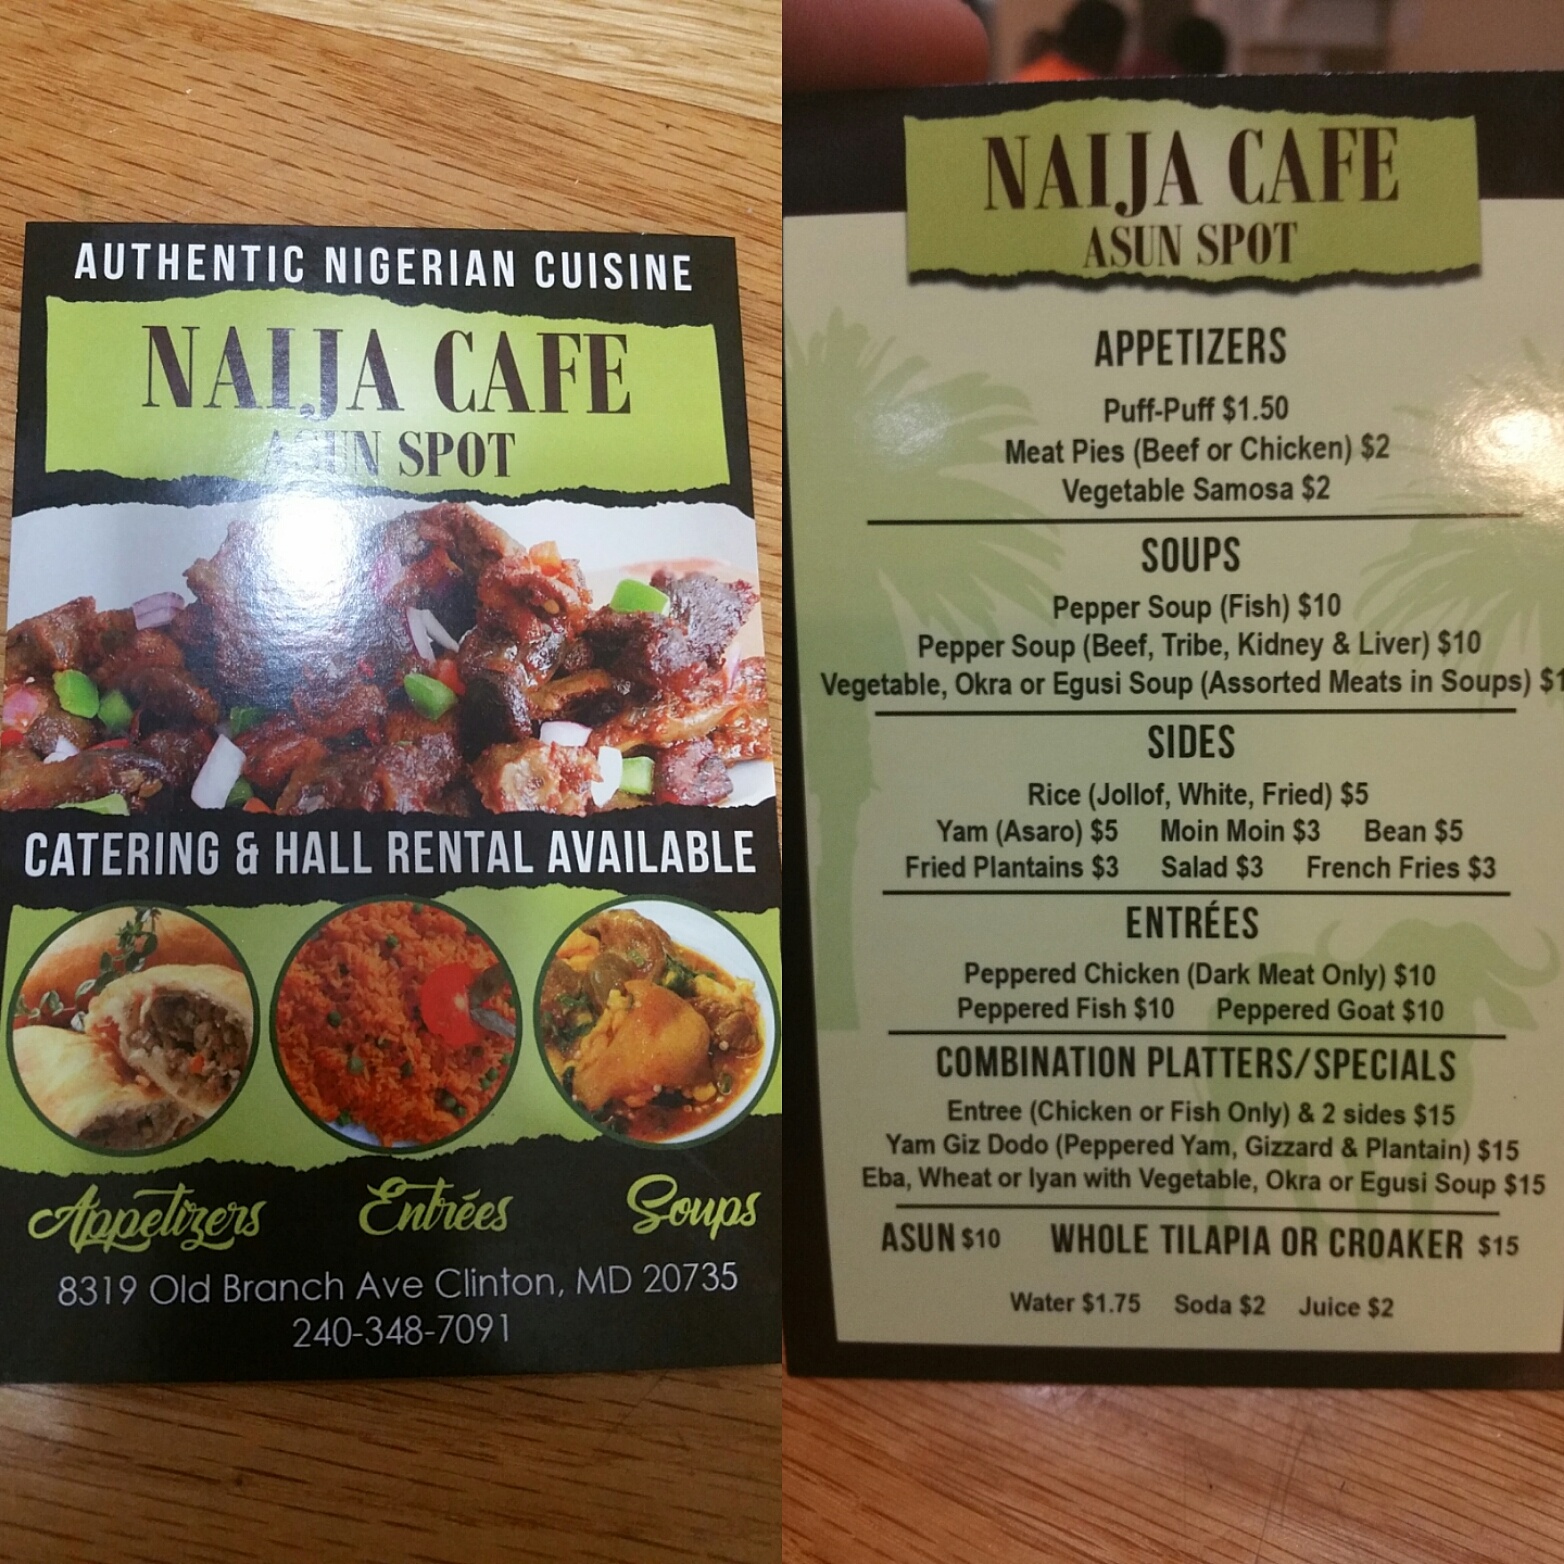 AUTHENTIC NIGERIAN CUISINE
NAIJA CAFE
ASUN SPOT
CATERING & HALL RENTAL AVAILABLE
Appetizers Entrées Soups
8319 Old Branch Ave Clinton, MD 20735
240-348-7091
NAIJA CAFE
ASUN SPOT
APPETIZERS
Puff-Puff $1.50
Meat Pies (Beef or Chicken) $2
Vegetable Samosa $2
SOUPS
Pepper Soup (Fish) $10
Pepper Soup (Beef, Tribe, Kidney & Liver) $10
Vegetable, Okra or Egusi Soup (Assorted Meats in Soups)
SIDES
Rice (Jollof, White, Fried) $5
Yam (Asaro) $5 Moin Moin $3 Bean $5
Fried Plantains $3 Salad $3 French Fries $3
ENTRÉES
Peppered Chicken (Dark Meat Only) $10
Peppered Fish $10 Peppered Goat $10
COMBINATION PLATTERS/SPECIALS
Entree (Chicken or Fish Only) & 2 sides $15
Yam Giz Dodo (Peppered Yam, Gizzard & Plantain) $15
Eba, Wheat or Iyan with Vegetable, Okra or Egusi Soup $15
ASUN $10 WHOLE TILAPIA OR CROAKER $15
Water $1.75 Soda $2 Juice $2